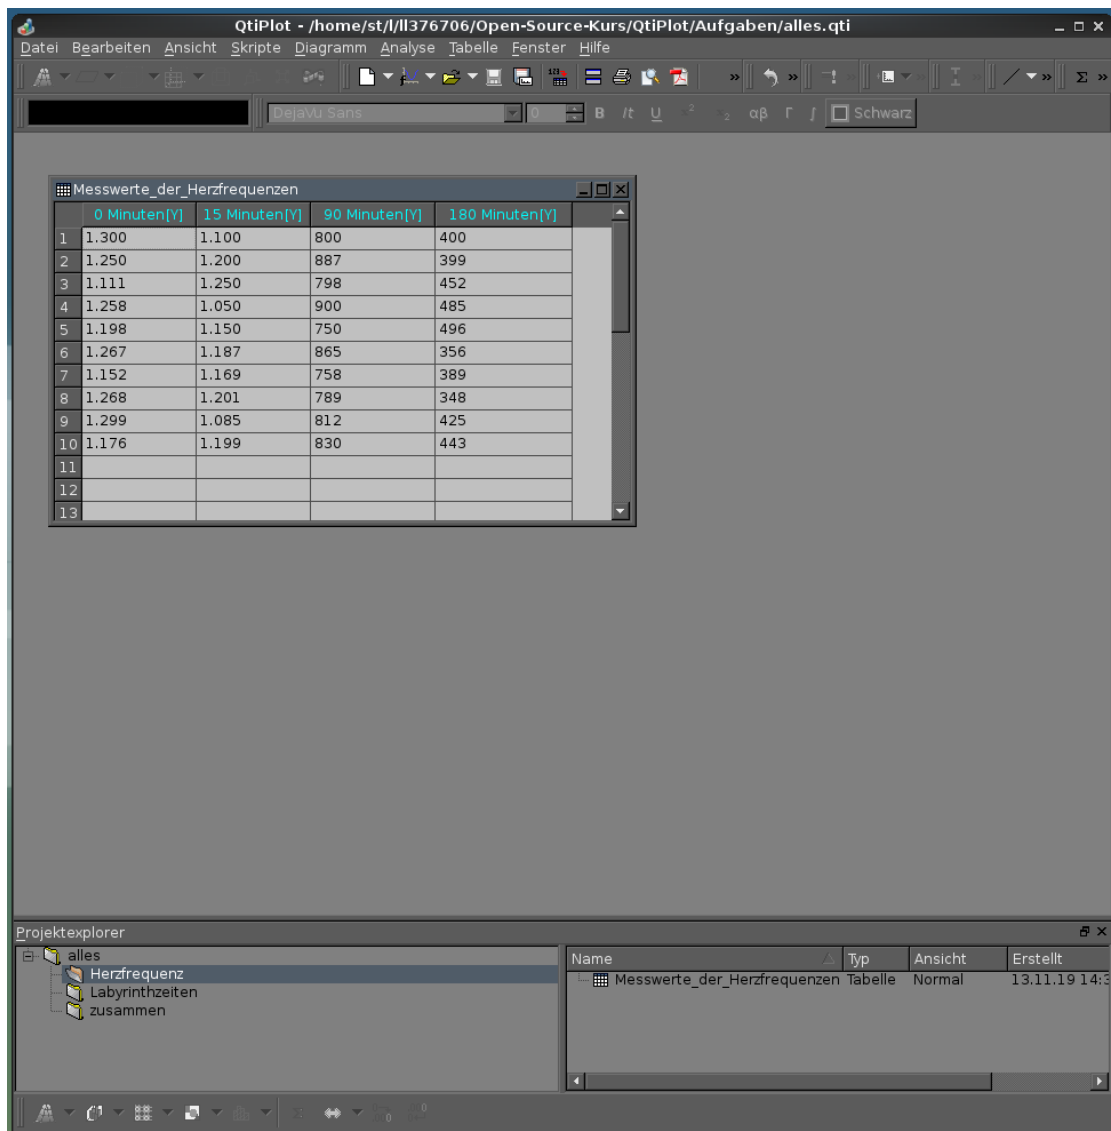 QtiPlot - /home/st/l/ll376706/Open-Source-Kurs/QtiPlot/Aufgaben/alles.qti
Datei Bearbeiten Ansicht Skripte Diagramm Analyse Tabelle Fenster Hilfe
DejaVu Sans 0 B It U αβ Γ ∫ Schwarz
Messwerte_der_Herzfrequenzen
0 Minuten[Y] 15 Minuten[Y] 90 Minuten[Y] 180 Minuten[Y]
1 1.300 1.100 800 400
2 1.250 1.200 887 399
3 1.111 1.250 798 452
4 1.258 1.050 900 485
5 1.198 1.150 750 496
6 1.267 1.187 865 356
7 1.152 1.169 758 389
8 1.268 1.201 789 348
9 1.299 1.085 812 425
10 1.176 1.199 830 443
11
12
13
Projektexplorer
alles
Herzfrequenz
Labyrinthzeiten
zusammen
Name Typ Ansicht Erstellt
Messwerte_der_Herzfrequenzen Tabelle Normal 13.11.19 14:3